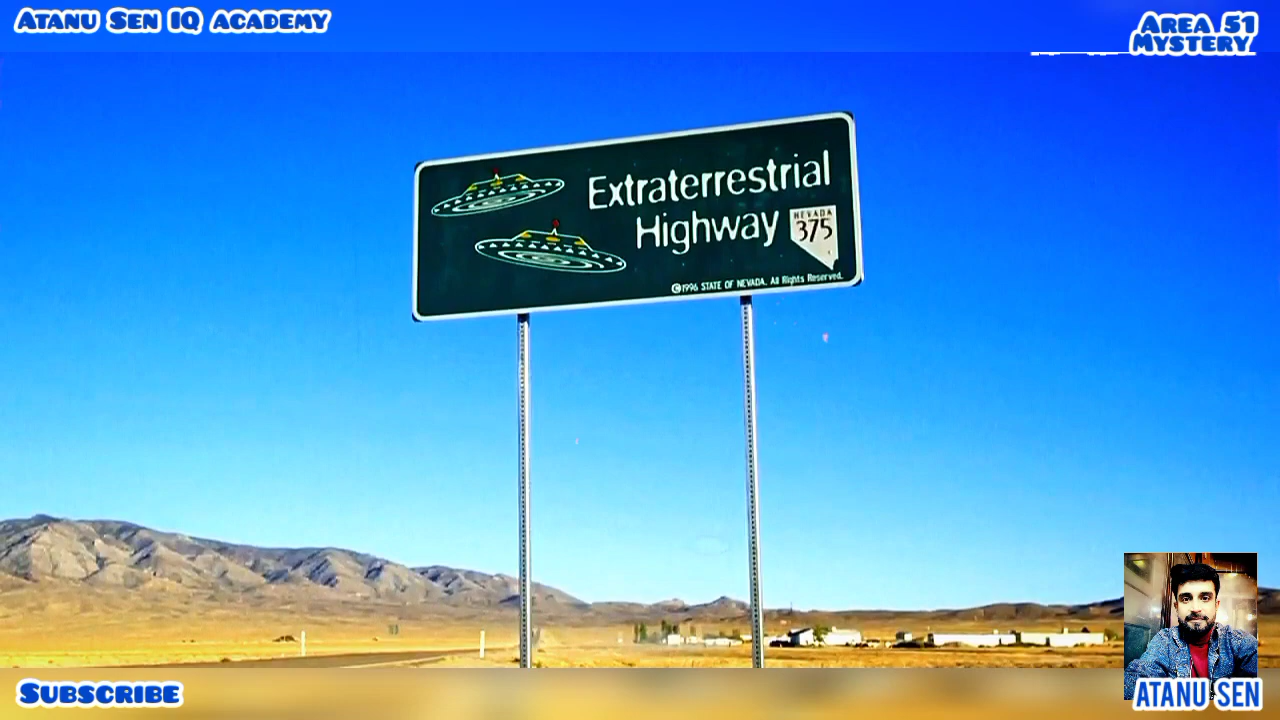 Atanu Sen IQ academy
Area 51
Mystery
Extraterrestrial
Highway
NEVADA
375
©1996 STATE OF NEVADA. All Rights Reserved.
Subscribe
ATANU SEN